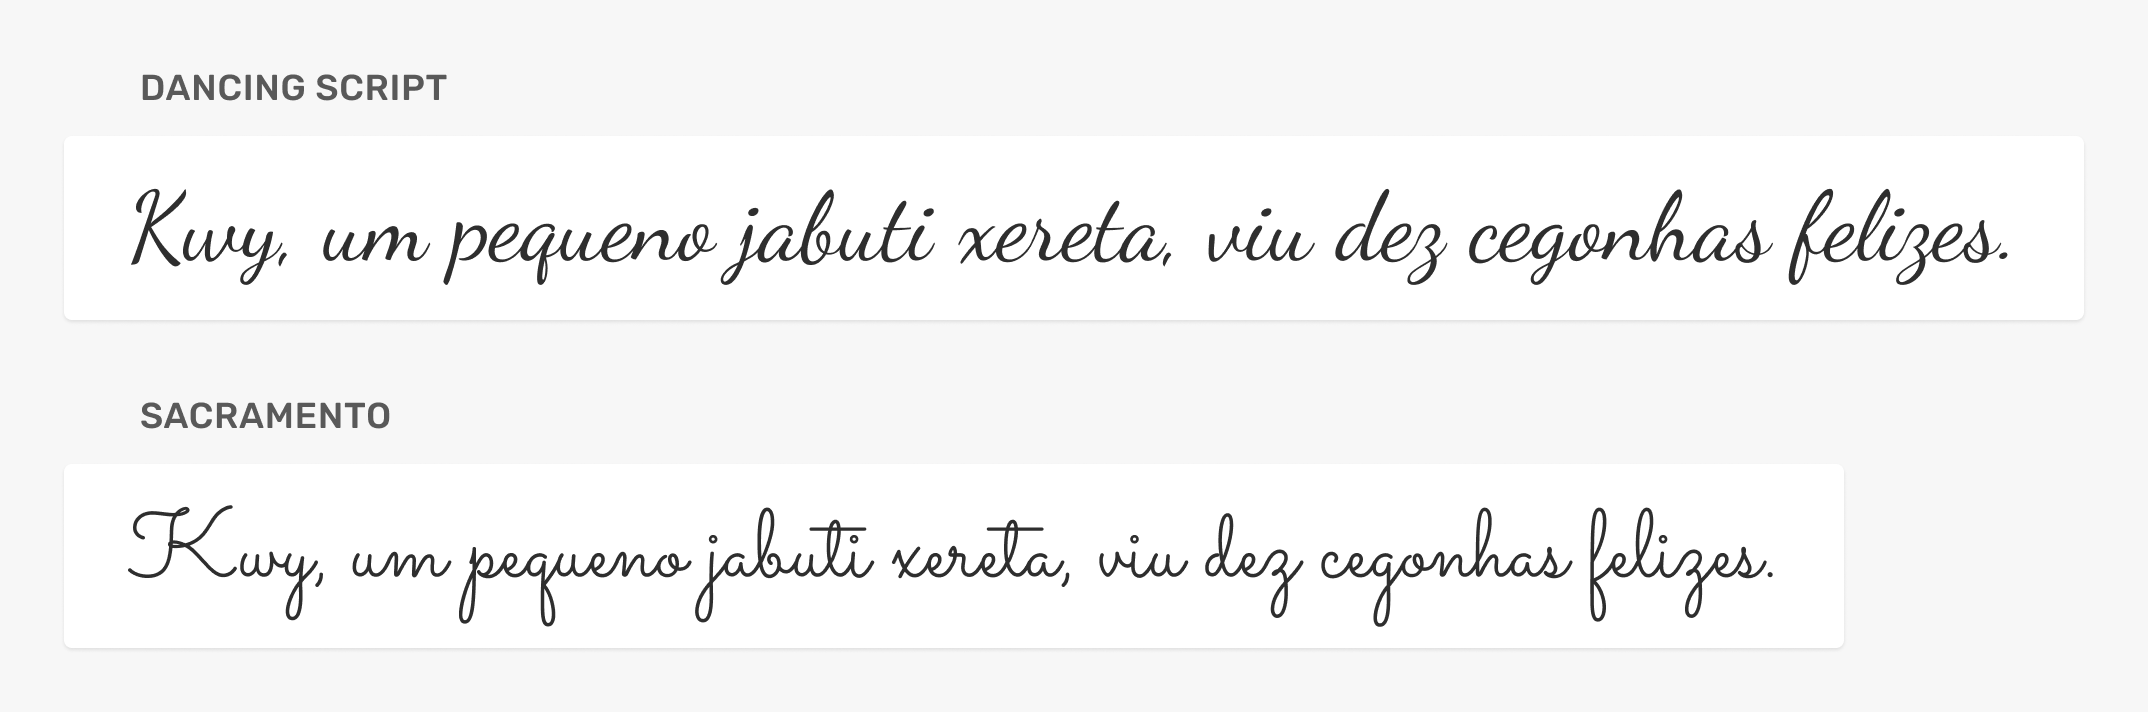 DANCING SCRIPT
Kwy, um pequeno jabuti xereta, viu dez cegonhas felizes.
SACRAMENTO
Kwy, um pequeno jabuti xereta, viu dez cegonhas felizes.